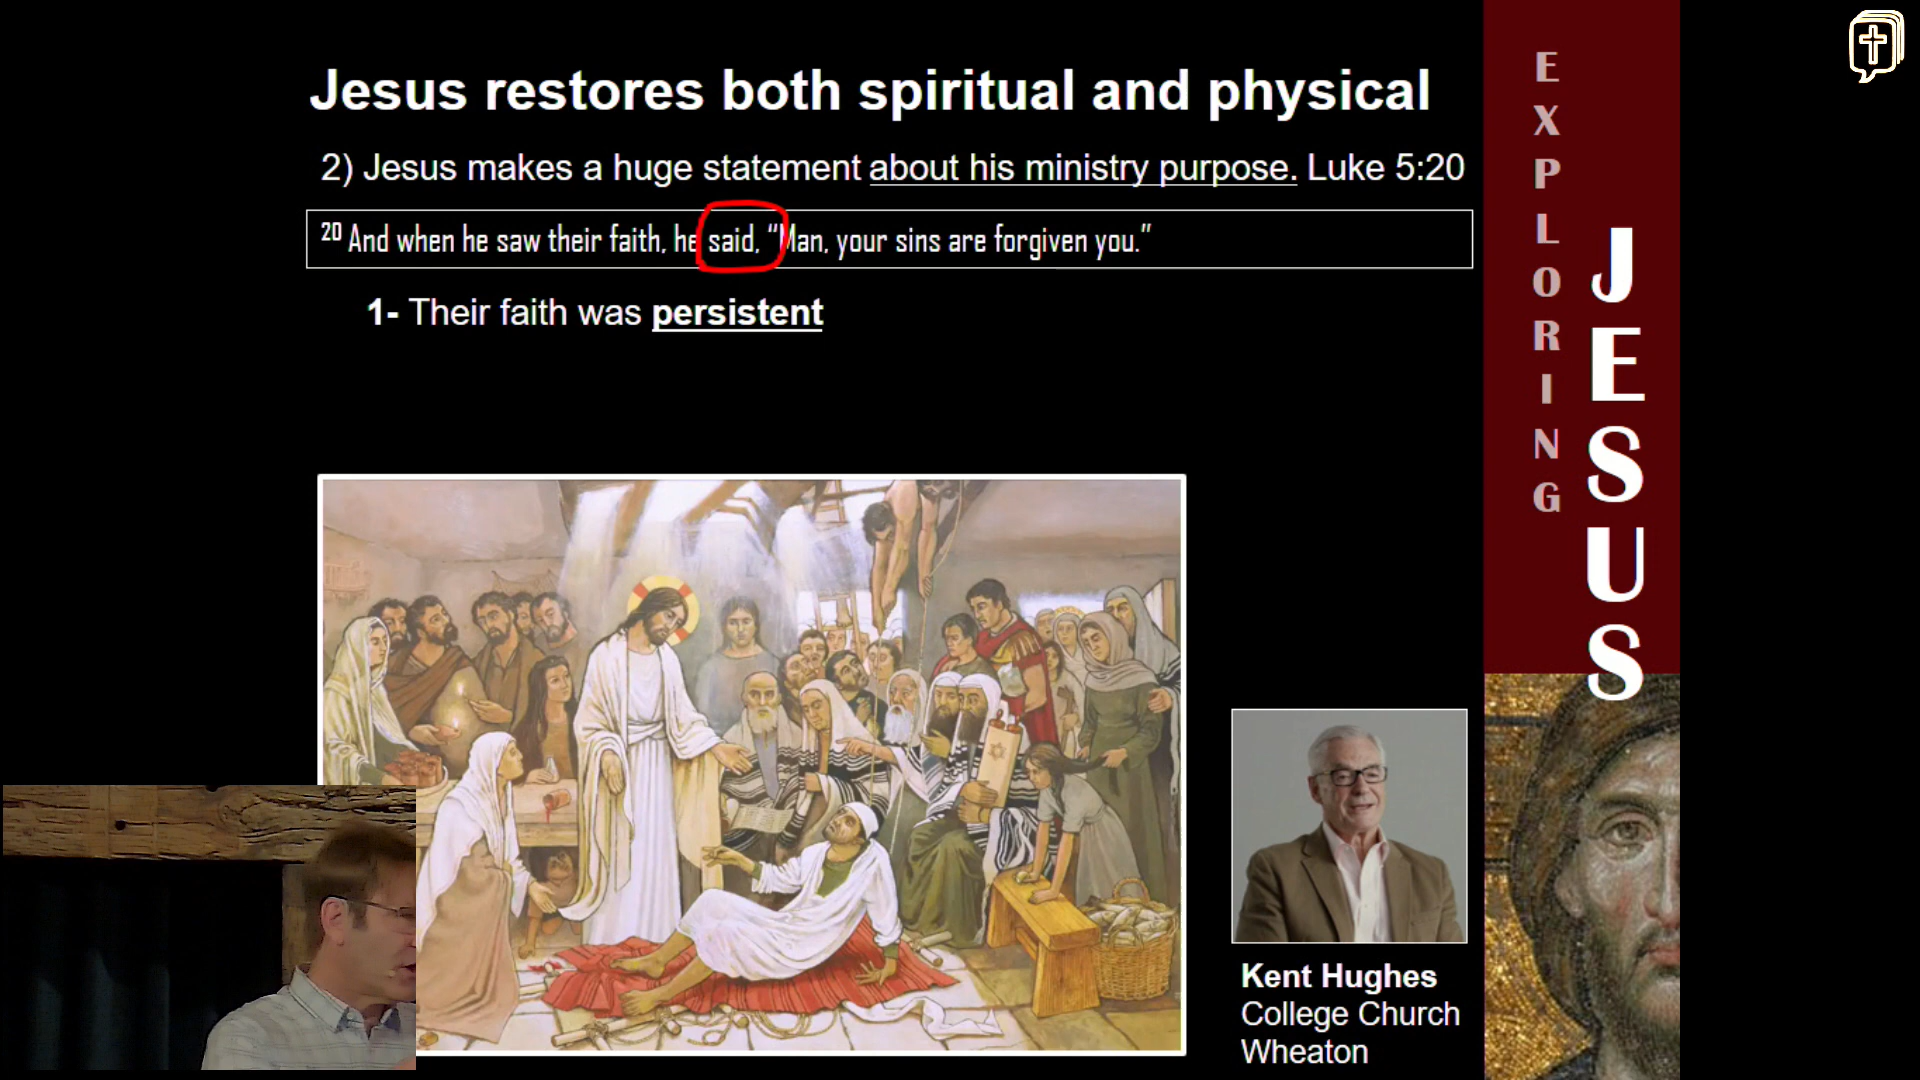 Jesus restores both spiritual and physical
2) Jesus makes a huge statement about his ministry purpose. Luke 5:20
20 And when he saw their faith, he said, “Man, your sins are forgiven you.”
1- Their faith was persistent
Kent Hughes
College Church
Wheaton
EXPLORING
JESUS